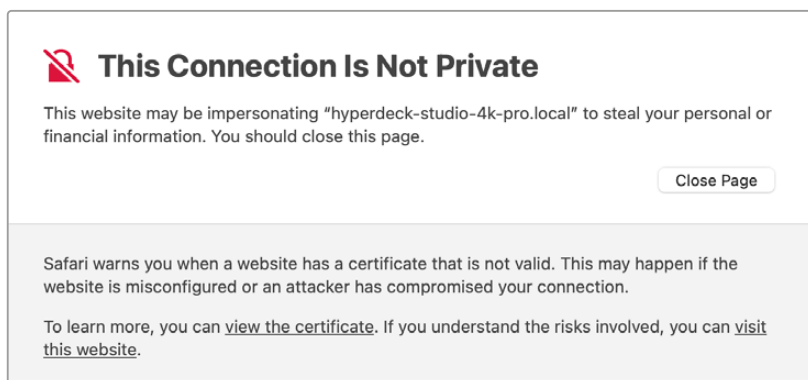 This Connection Is Not Private
This website may be impersonating “hyperdeck-studio-4k-pro.local” to steal your personal or
financial information. You should close this page.
Close Page
Safari warns you when a website has a certificate that is not valid. This may happen if the
website is misconfigured or an attacker has compromised your connection.
To learn more, you can view the certificate. If you understand the risks involved, you can visit
this website.